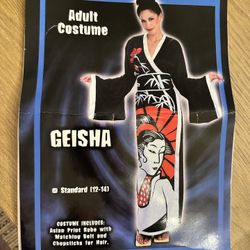 Adult
Costume
GEISHA
Standard (12-14)
COSTUME INCLUDES:
Asian Print Robe with
Matching Belt and
Chopsticks for Hair.